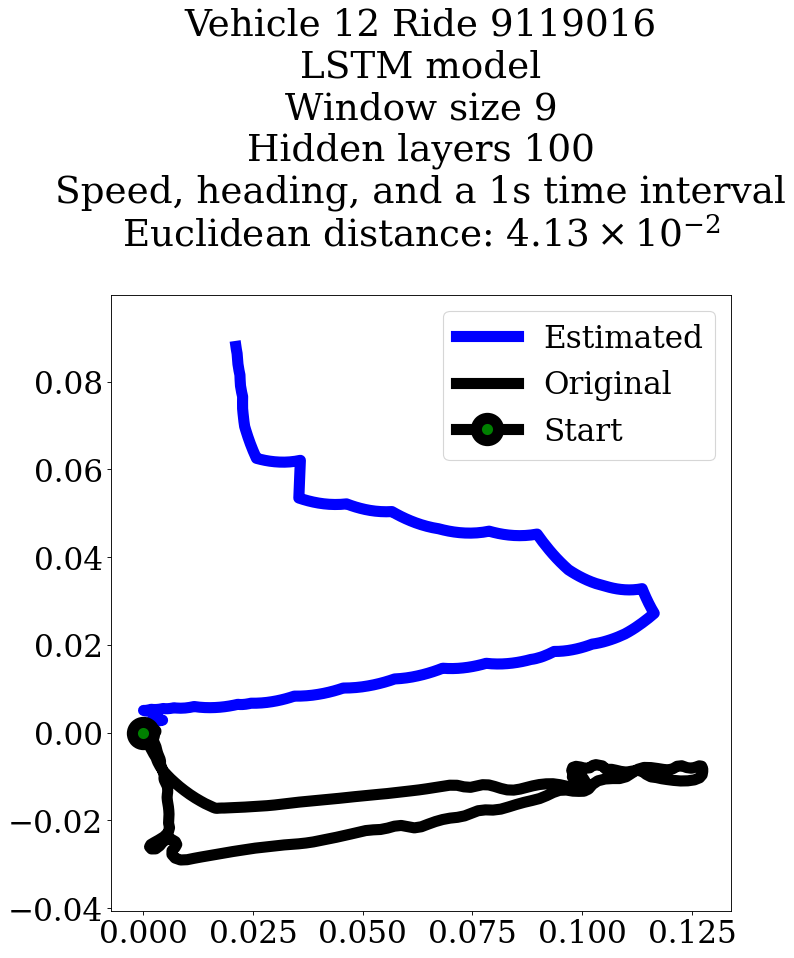 Vehicle 12 Ride 9119016
LSTM model
Window size 9
Hidden layers 100
Speed, heading, and a 1s time interval
Euclidean distance: 4.13 × 10⁻²
Estimated
Original
Start
0.08
0.06
0.04
0.02
0.00
−0.02
−0.04
0.000 0.025 0.050 0.075 0.100 0.125